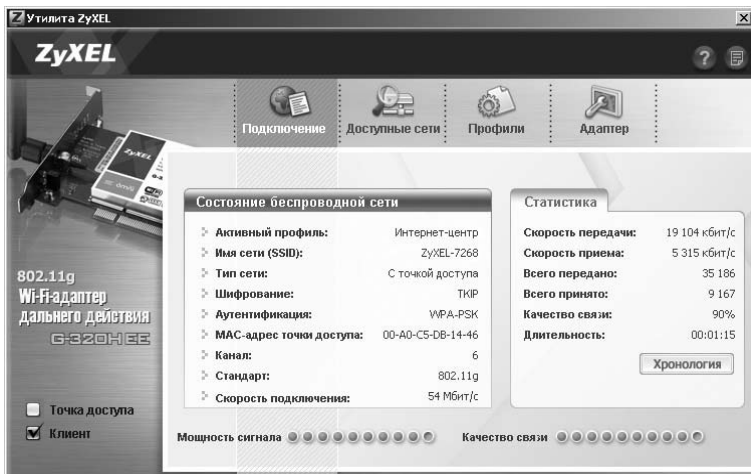 Утилита ZyXEL
ZyXEL
Подключение
Доступные сети
Профили
Адаптер
802.11g
Wi-Fi-адаптер
дальнего действия
G-320H EE
Точка доступа
Клиент
Состояние беспроводной сети
Активный профиль: Интернет-центр
Имя сети (SSID): ZyXEL-7268
Тип сети: С точкой доступа
Шифрование: TKIP
Аутентификация: WPA-PSK
MAC-адрес точки доступа: 00-A0-C5-DB-14-46
Канал: 6
Стандарт: 802.11g
Скорость подключения: 54 Мбит/с
Статистика
Скорость передачи: 19 104 кбит/с
Скорость приема: 5 315 кбит/с
Всего передано: 35 186
Всего принято: 9 167
Качество связи: 90%
Длительность: 00:01:15
Хронология
Мощность сигнала
Качество связи